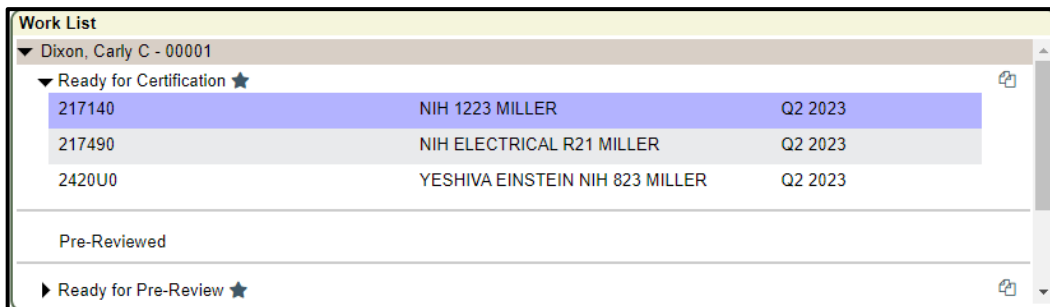 Work List
Dixon, Carly C - 00001
Ready for Certification
217140 NIH 1223 MILLER Q2 2023
217490 NIH ELECTRICAL R21 MILLER Q2 2023
2420U0 YESHIVA EINSTEIN NIH 823 MILLER Q2 2023
Pre-Reviewed
Ready for Pre-Review